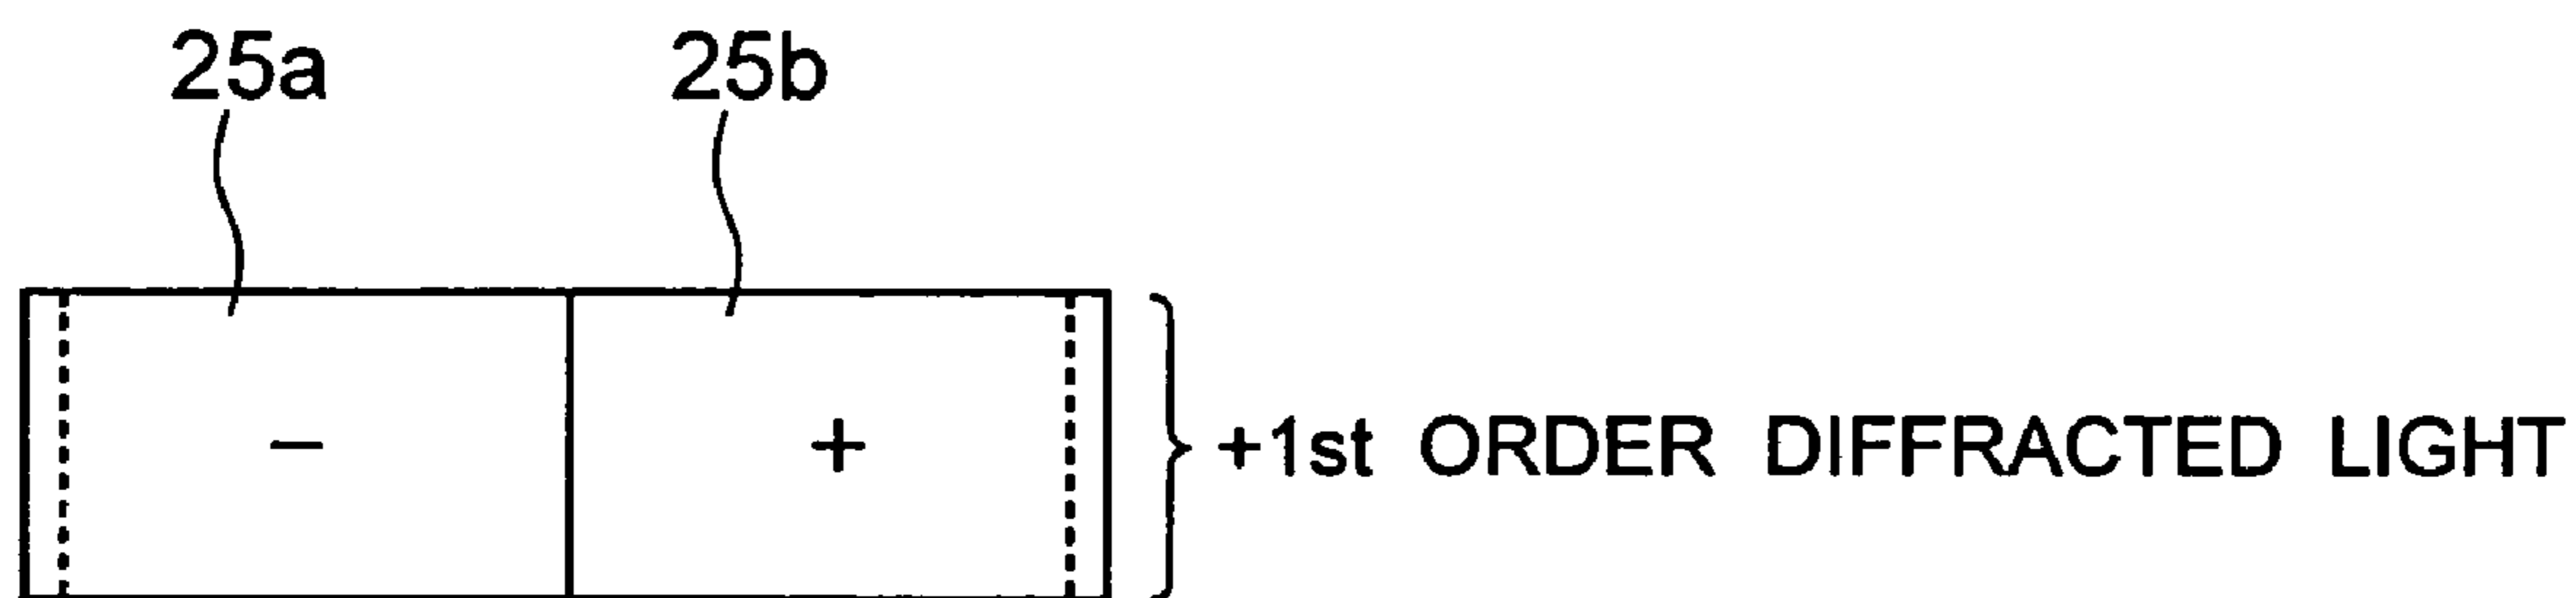 25a 25b
− +
+1st ORDER DIFFRACTED LIGHT